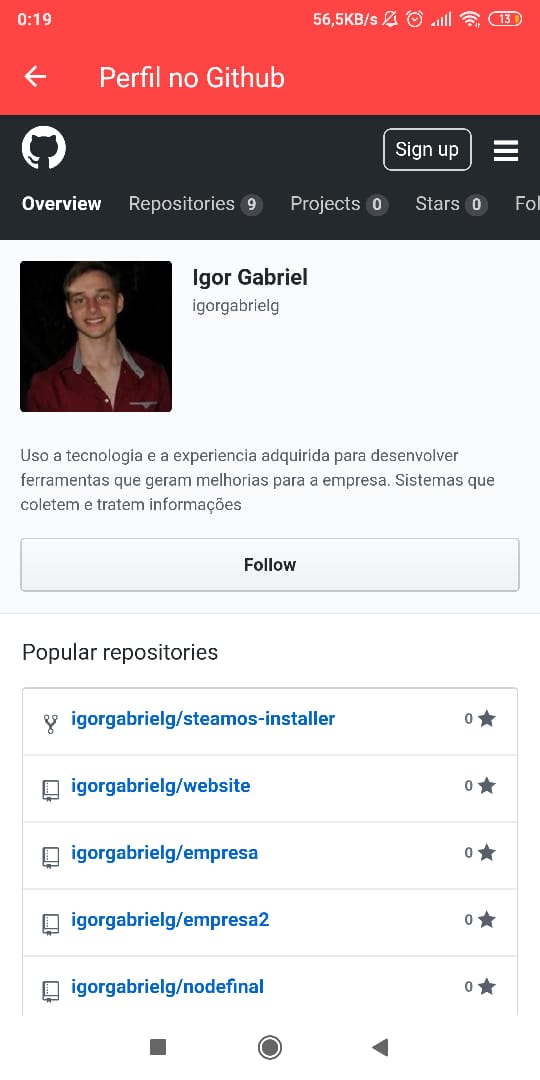 0:19
56,5KB/s
13
Perfil no Github
Sign up
Overview
Repositories 9
Projects 0
Stars 0
Fol
Igor Gabriel
igorgabrielg
Uso a tecnologia e a experiencia adquirida para desenvolver
ferramentas que geram melhorias para a empresa. Sistemas que
coletem e tratem informações
Follow
Popular repositories
igorgabrielg/steamos-installer 0
igorgabrielg/website 0
igorgabrielg/empresa 0
igorgabrielg/empresa2 0
igorgabrielg/nodefinal 0